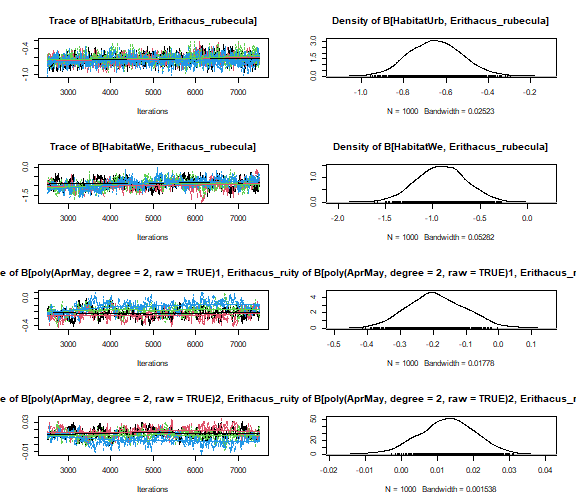 Trace of B[HabitatUrb, Erithacus_rubecula]
Density of B[HabitatUrb, Erithacus_rubecula]
-0.4
-1.0
3000 4000 5000 6000 7000
Iterations
3.0
1.5
0.0
-1.0 -0.8 -0.6 -0.4 -0.2
N = 1000 Bandwidth = 0.02523
Trace of B[HabitatWe, Erithacus_rubecula]
Density of B[HabitatWe, Erithacus_rubecula]
0.0
-1.5
3000 4000 5000 6000 7000
Iterations
1.0
0.0
-2.0 -1.5 -1.0 -0.5 0.0
N = 1000 Bandwidth = 0.05282
e of B[poly(AprMay, degree = 2, raw = TRUE)1, Erithacus_ruity of B[poly(AprMay, degree = 2, raw = TRUE)1, Erithacus_r
0.0
-0.4
3000 4000 5000 6000 7000
Iterations
4
2
0
-0.5 -0.4 -0.3 -0.2 -0.1 0.0 0.1
N = 1000 Bandwidth = 0.01778
e of B[poly(AprMay, degree = 2, raw = TRUE)2, Erithacus_ruity of B[poly(AprMay, degree = 2, raw = TRUE)2, Erithacus_r
0.03
-0.01
3000 4000 5000 6000 7000
Iterations
50
20
0
-0.02 -0.01 0.00 0.01 0.02 0.03 0.04
N = 1000 Bandwidth = 0.001538